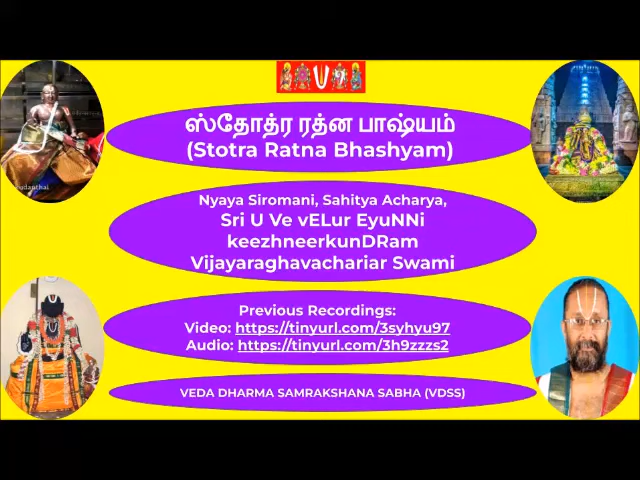 ஸ்தோத்ர ரத்ன பாஷ்யம்
(Stotra Ratna Bhashyam)
Nyaya Siromani, Sahitya Acharya,
Sri U Ve vELur EyuNNi
keezhneerkunDRam
Vijayaraghavachariar Swami
Previous Recordings:
Video: https://tinyurl.com/3syhyu97
Audio: https://tinyurl.com/3h9zzzs2
VEDA DHARMA SAMRAKSHANA SABHA (VDSS)